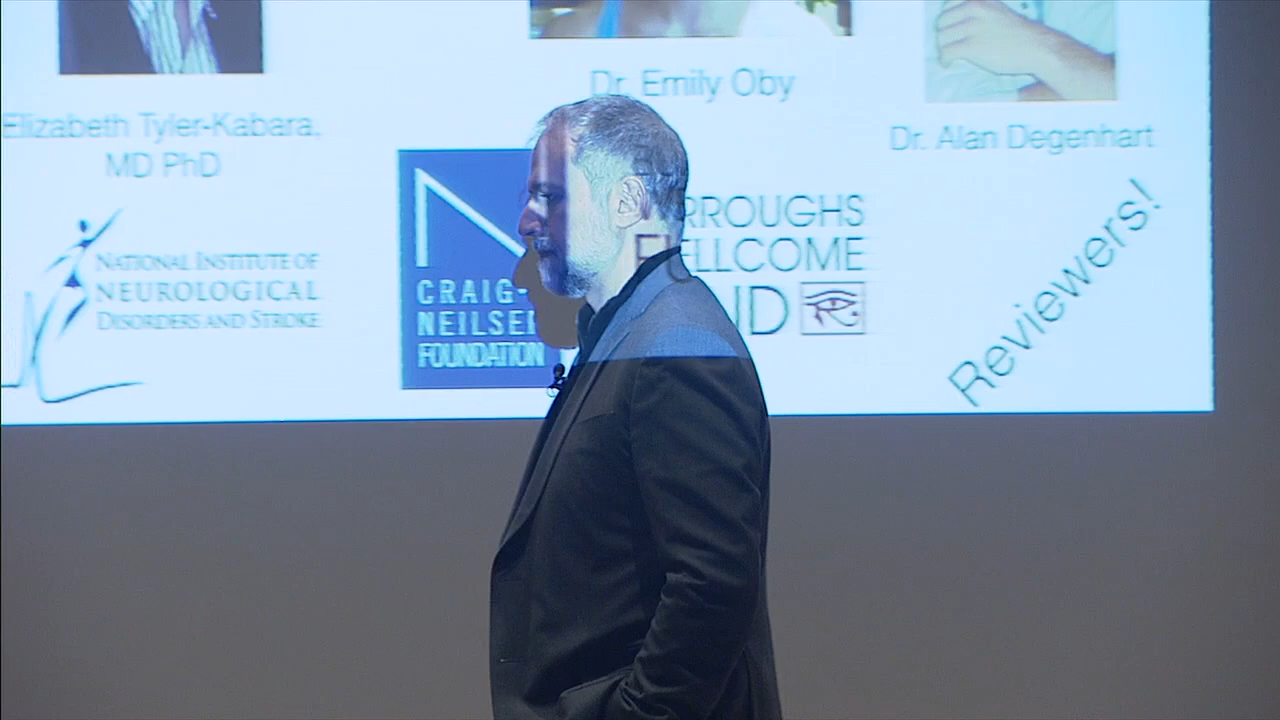 Dr. Emily Oby
Elizabeth Tyler-Kabara,
MD PhD
Dr. Alan Degenhart
NATIONAL INSTITUTE OF
NEUROLOGICAL
DISORDERS AND STROKE
N
CRAIG-
NEILSE
FOUNDATION
RROUGHS
ELLCOME
ND
Reviewers!